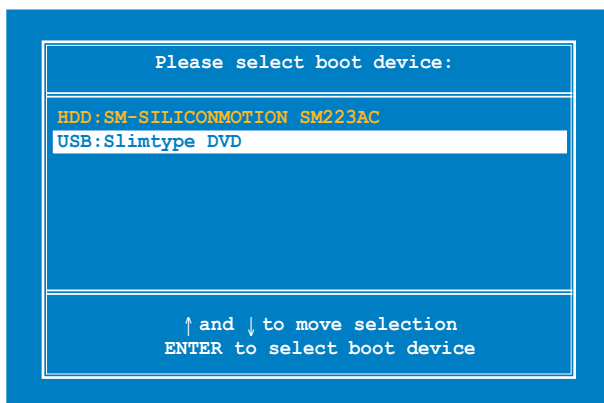 Please select boot device:
HDD:SM-SILICONMOTION SM223AC
USB:Slimtype DVD
↑ and ↓ to move selection
ENTER to select boot device